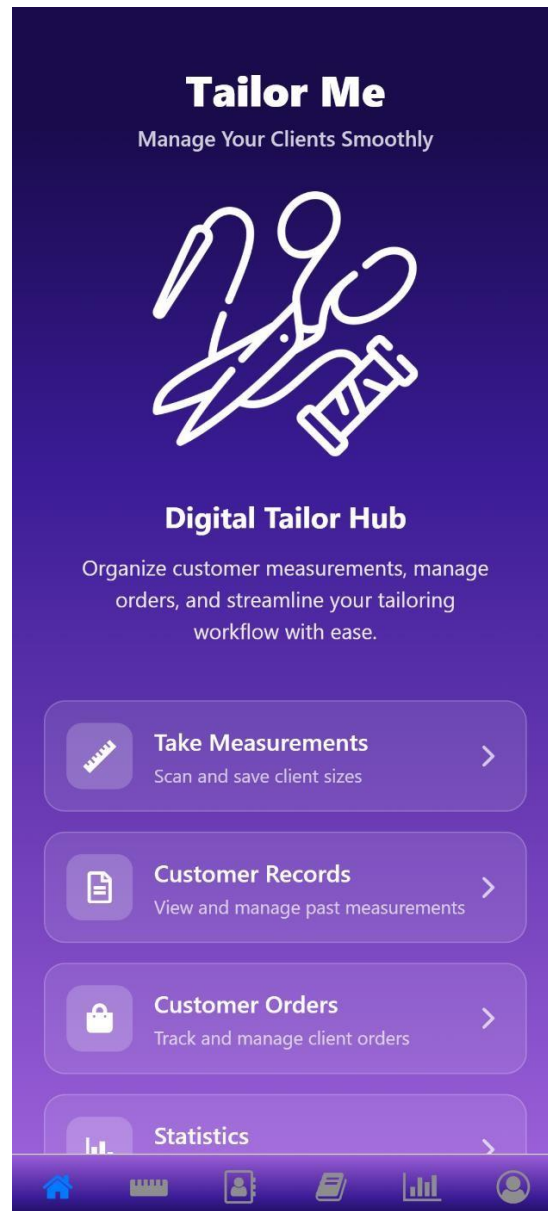 Tailor Me
Manage Your Clients Smoothly
Digital Tailor Hub
Organize customer measurements, manage
orders, and streamline your tailoring
workflow with ease.
Take Measurements
Scan and save client sizes
Customer Records
View and manage past measurements
Customer Orders
Track and manage client orders
Statistics